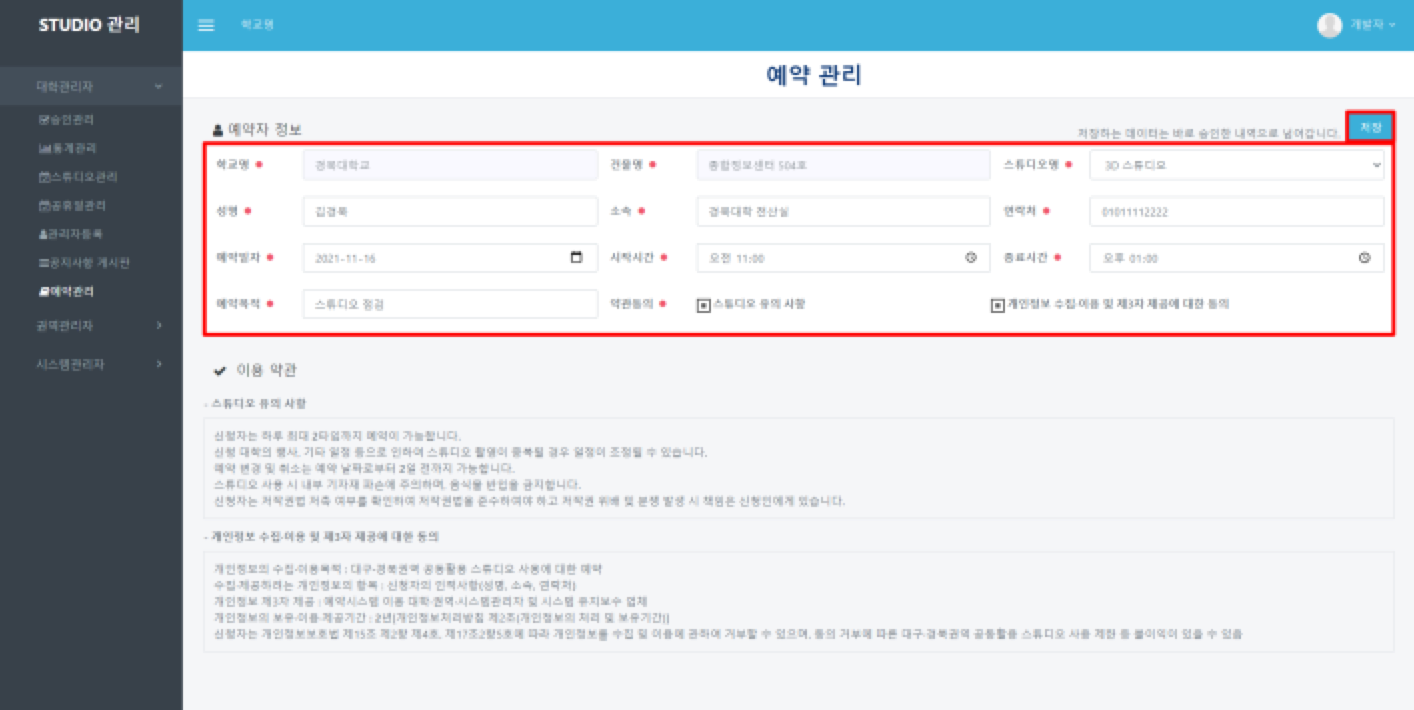 STUDIO 관리
학교명
개발자
예약 관리
대학관리자
승인관리
통계관리
스튜디오관리
공휴일관리
관리자등록
공지사항 게시판
예약관리
권역관리자
시스템관리자
예약자 정보
저장하는 데이터는 바로 승인한 내역으로 넘어갑니다.
저장
학교명 경북대학교 건물명 종합정보센터 504호 스튜디오명 3D 스튜디오
성명 김경북 소속 경북대학 전산실 연락처 01011112222
예약일자 2021-11-16 시작시간 오전 11:00 종료시간 오후 01:00
예약목적 스튜디오 점검 약관동의 스튜디오 유의 사항 개인정보 수집·이용 및 제3자 제공에 대한 동의
이용 약관
- 스튜디오 유의 사항
신청자는 하루 최대 2타임까지 예약이 가능합니다.
신청 대학의 행사, 기타 일정 등으로 인하여 스튜디오 촬영이 중복될 경우 일정이 조정될 수 있습니다.
예약 변경 및 취소는 예약 날짜로부터 2일 전까지 가능합니다.
스튜디오 사용 시 내부 기자재 파손에 주의하며, 음식물 반입을 금지합니다.
신청자는 저작권법 저촉 여부를 확인하여 저작권법을 준수하여야 하고 저작권 위배 및 분쟁 발생 시 책임은 신청인에게 있습니다.
- 개인정보 수집·이용 및 제3자 제공에 대한 동의
개인정보의 수집·이용목적 : 대구·경북권역 공동활용 스튜디오 사용에 대한 예약
수집·제공하려는 개인정보의 항목 : 신청자의 인적사항(성명, 소속, 연락처)
개인정보 제3자 제공 : 예약시스템 이용 대학·권역·시스템관리자 및 시스템 유지보수 업체
개인정보의 보유·이용·제공기간 : 2년[개인정보처리방침 제2조(개인정보의 처리 및 보유기간)]
신청자는 개인정보보호법 제15조 제2항 제4호, 제17조2항5호에 따라 개인정보를 수집 및 이용에 관하여 거부할 수 있으며, 동의 거부에 따른 대구·경북권역 공동활용 스튜디오 사용 제한 등 불이익이 있을 수 있음